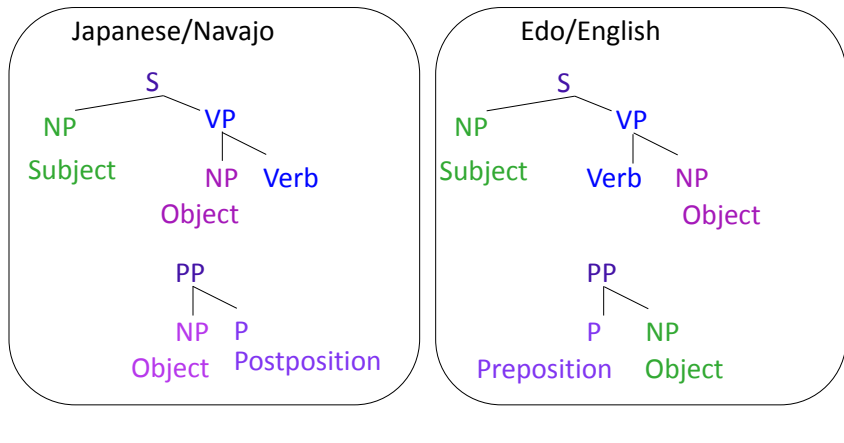 Japanese/Navajo
S
NP VP
Subject
NP Verb
Object
PP
NP P
Object Postposition
Edo/English
S
NP VP
Subject
Verb NP
Object
PP
P NP
Preposition Object